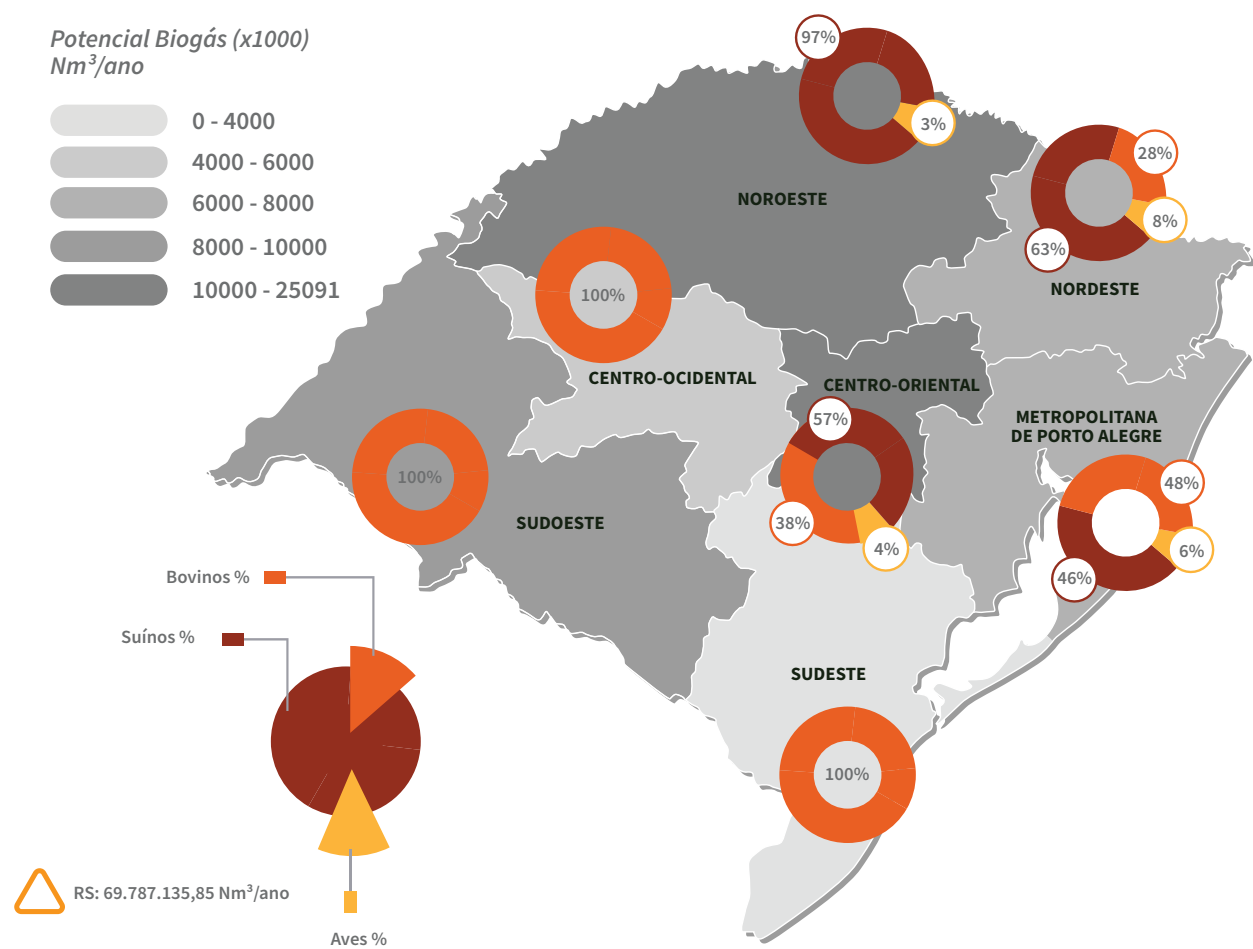 Potencial Biogás (x1000)
Nm³/ano
0 - 4000
4000 - 6000
6000 - 8000
8000 - 10000
10000 - 25091
97%
3%
NOROESTE
28%
8%
63%
NORDESTE
100%
CENTRO-OCIDENTAL
CENTRO-ORIENTAL
57%
38%
4%
METROPOLITANA
DE PORTO ALEGRE
48%
6%
46%
100%
SUDOESTE
SUDESTE
100%
Bovinos %
Suínos %
Aves %
RS: 69.787.135,85 Nm³/ano